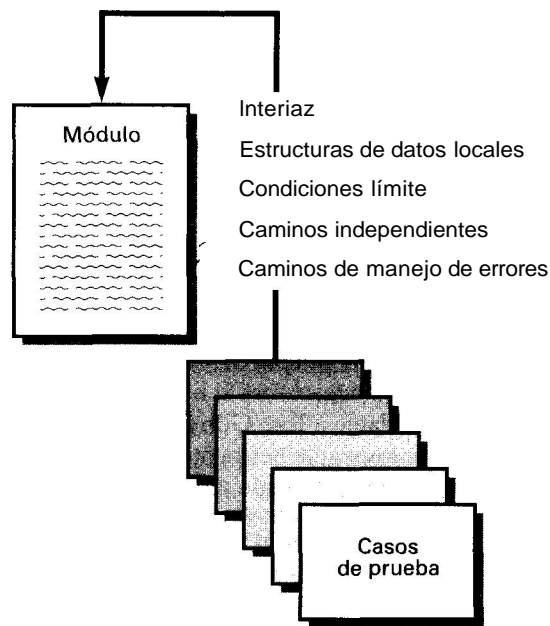 Módulo
Interiaz
Estructuras de datos locales
Condiciones límite
Caminos independientes
Caminos de manejo de errores
Casos
de prueba